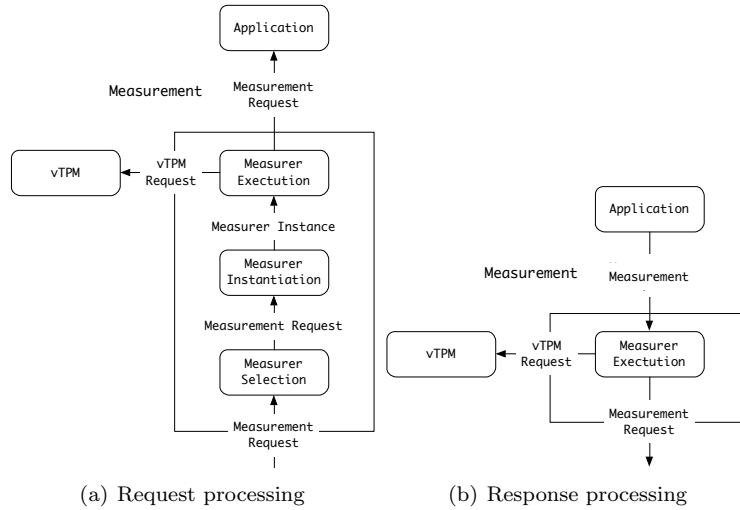 Application
Measurement
Measurement
Request
vTPM
vTPM
Request
Measurer
Exectution
Measurer Instance
Measurer
Instantiation
Measurement Request
Measurer
Selection
Measurement
Request
(a) Request processing
Application
Measurement
Measurement
vTPM
vTPM
Request
Measurer
Exectution
Measurement
Request
(b) Response processing